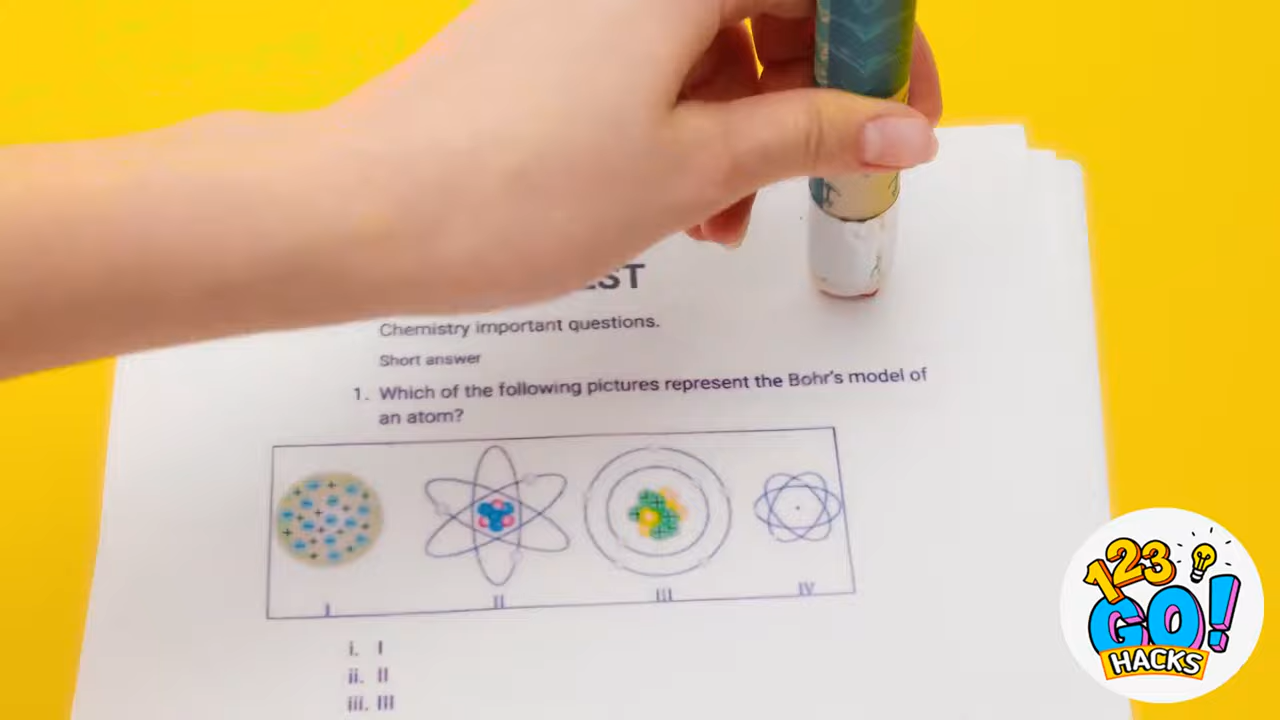 Chemistry important questions.
Short answer
1. Which of the following pictures represent the Bohr's model of
an atom?
I II III IV
i. I
ii. II
iii. III
123
GO!
HACKS